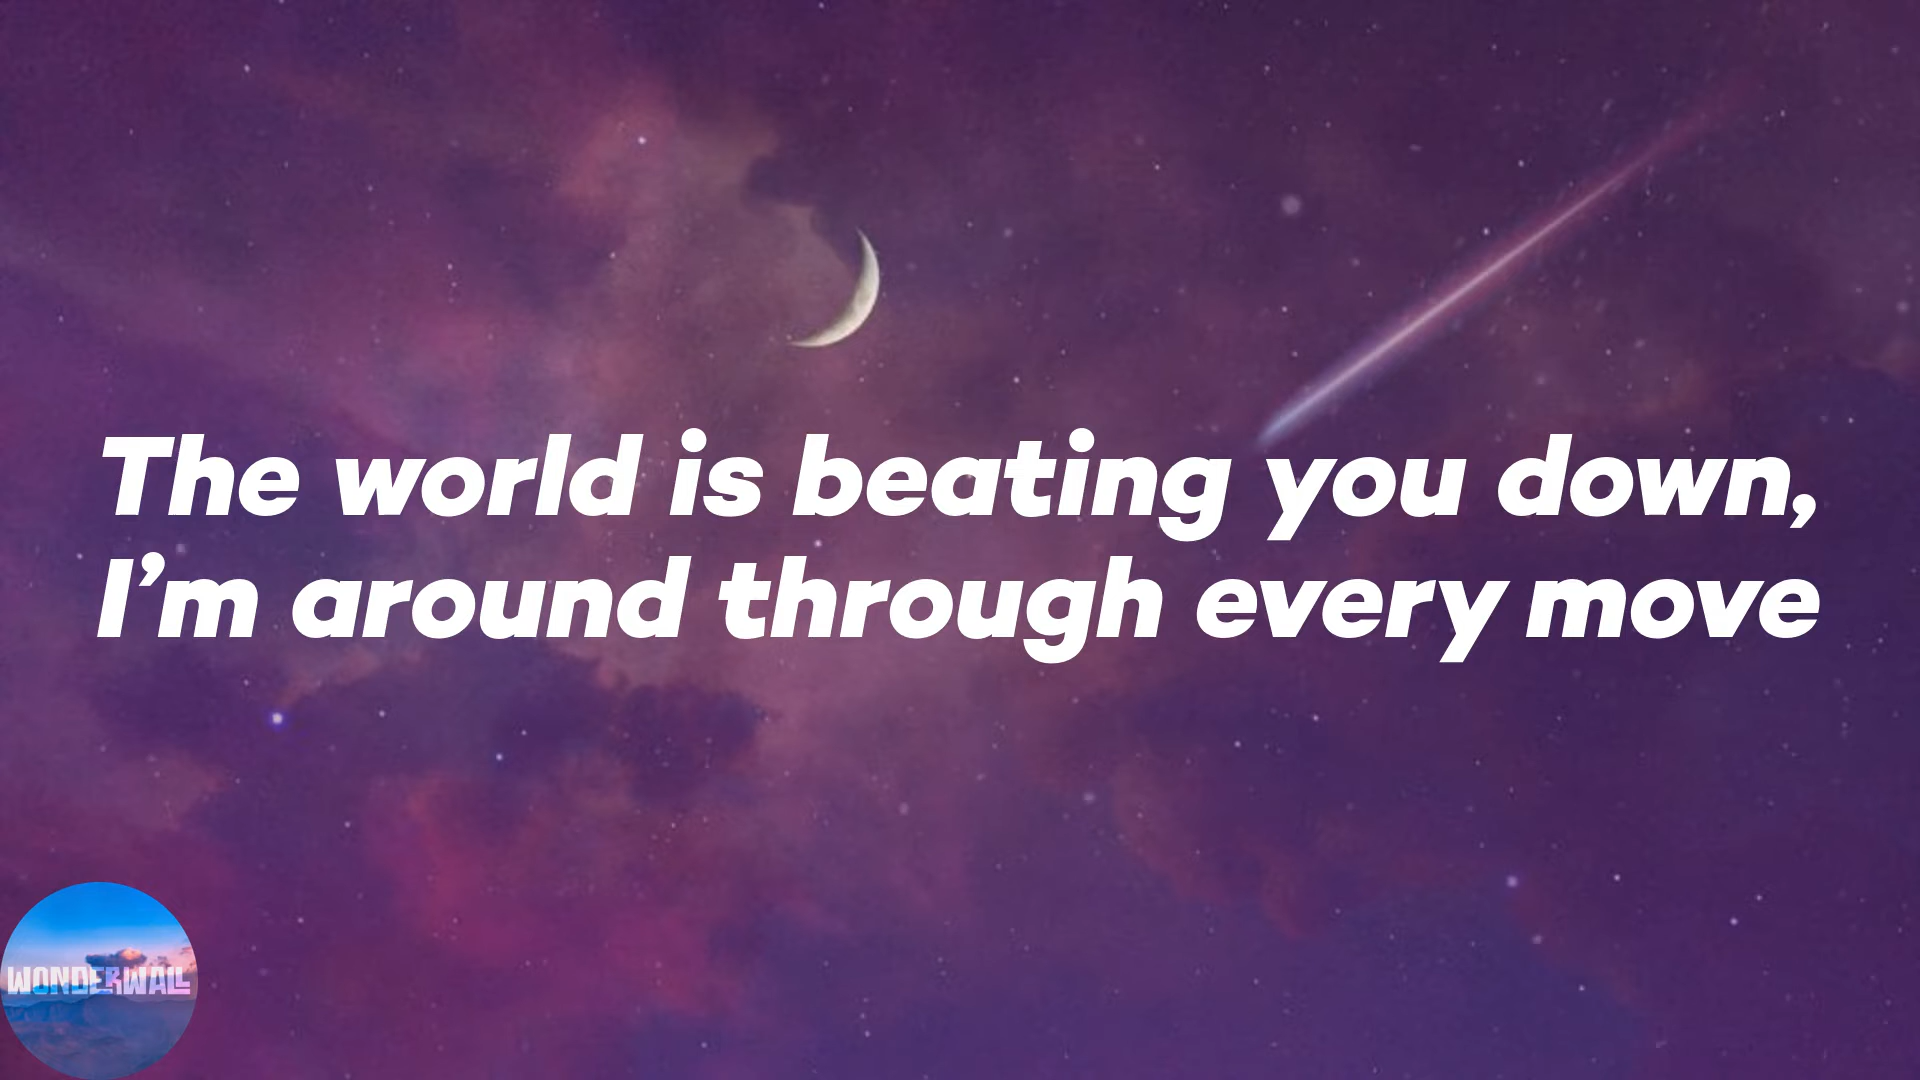 The world is beating you down,
I’m around through every move
WONDERWALL